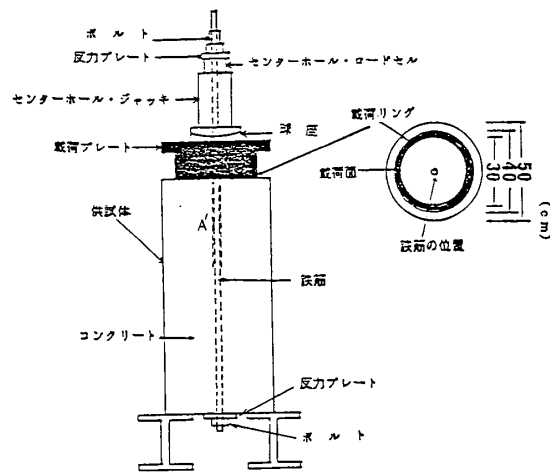 ボルト
反力プレート
センターホール・ロードセル
センターホール・ジャッキ
球座
載荷プレート
載荷リング
載荷面
30
40
50
(cm)
鉄筋の位置
供試体
A'
鉄筋
コンクリート
反力プレート
ボルト